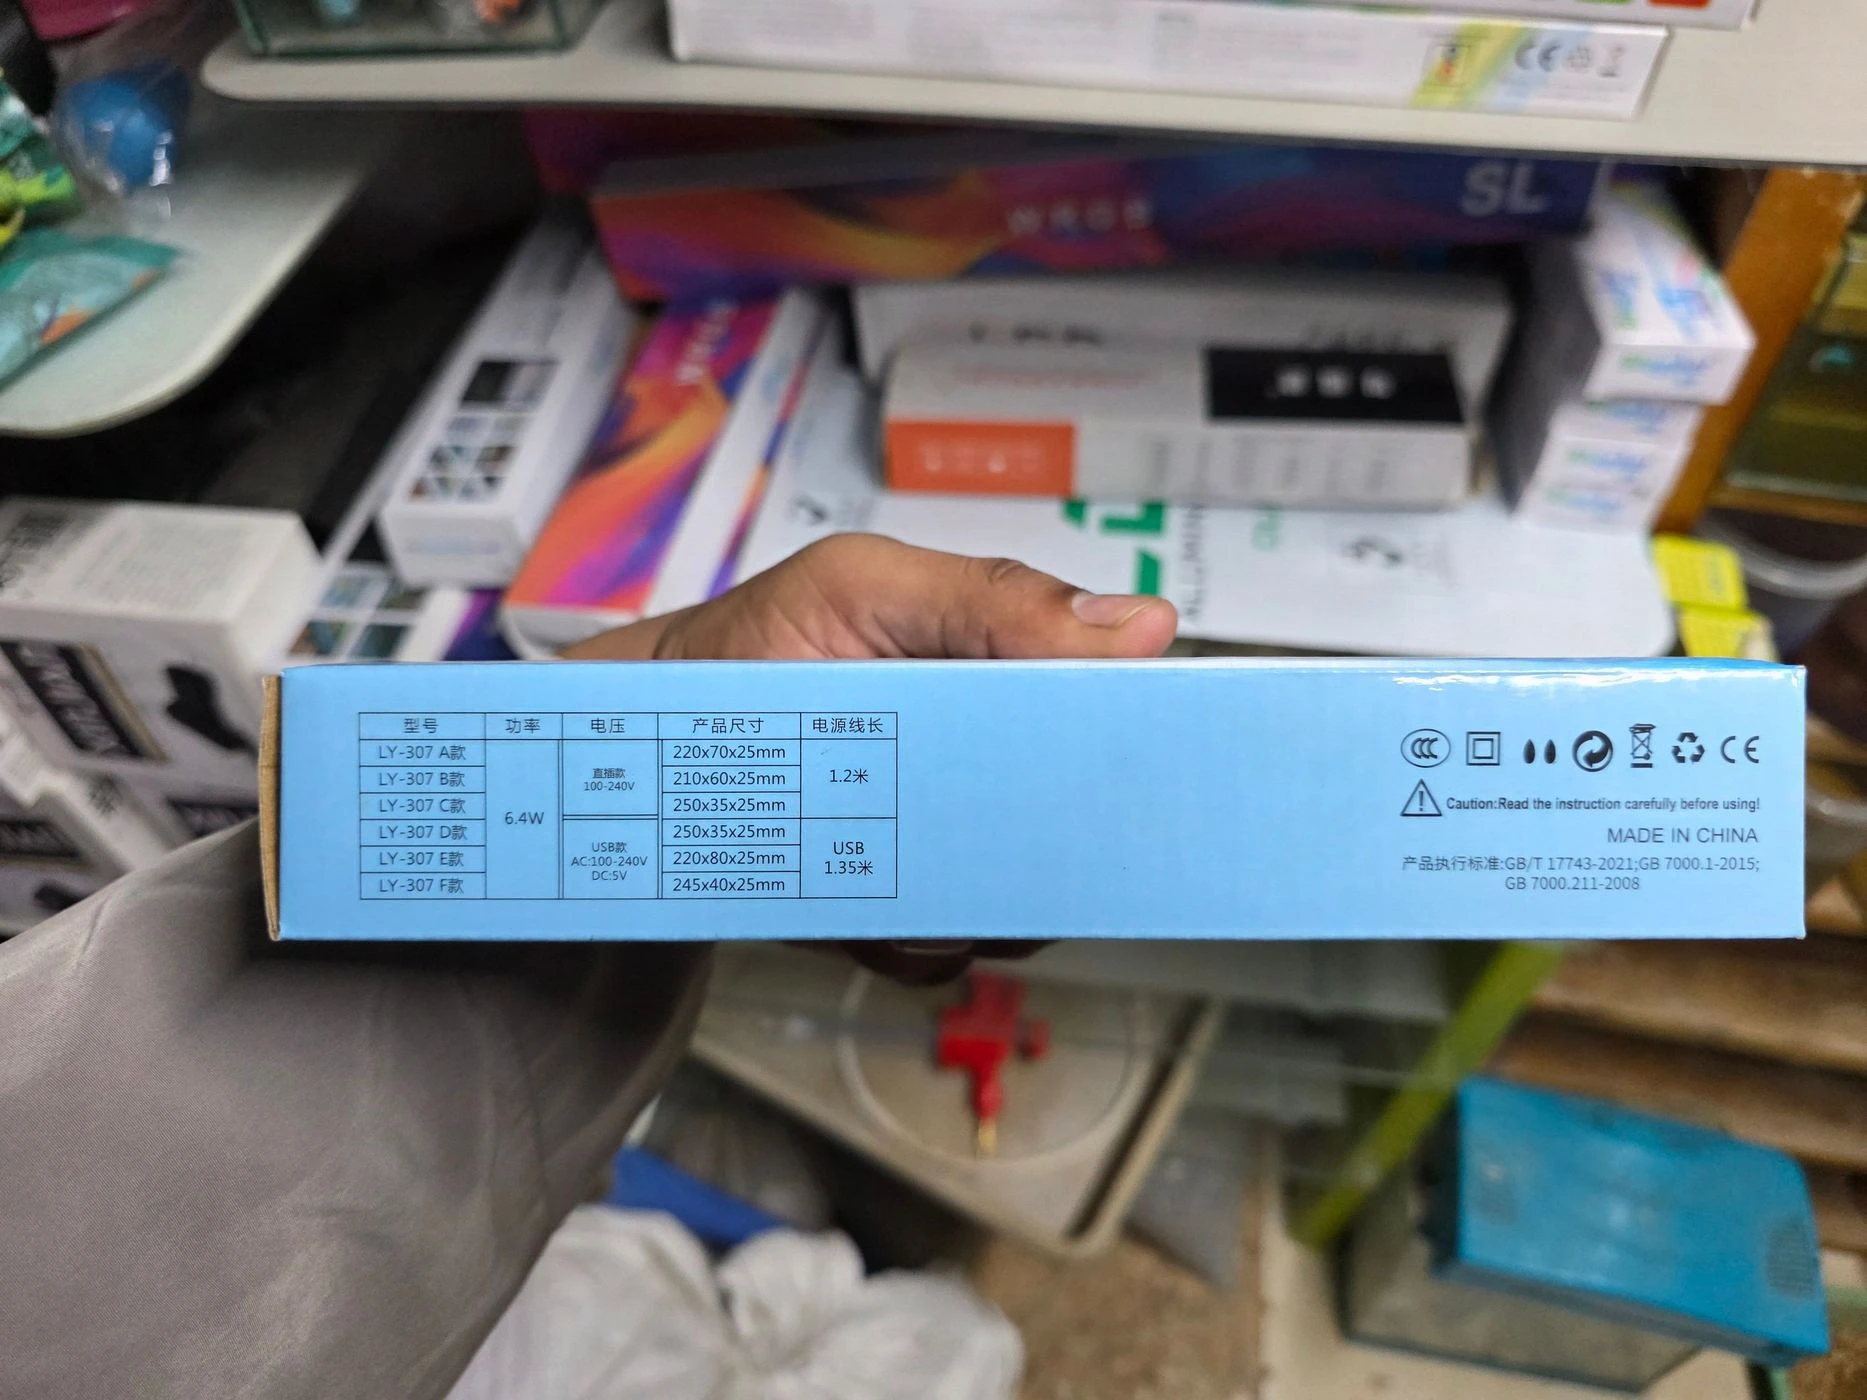 SL
WRGB
型号 功率 电压 产品尺寸 电源线长
LY-307 A款 220x70x25mm
LY-307 B款 210x60x25mm
LY-307 C款 250x35x25mm
LY-307 D款 250x35x25mm
LY-307 E款 220x80x25mm
LY-307 F款 245x40x25mm
6.4W
直插款
100-240V
USB款
AC:100-240V
DC:5V
1.2米
USB
1.35米
CCC
CE
Caution:Read the instruction carefully before using!
MADE IN CHINA
产品执行标准:GB/T 17743-2021;GB 7000.1-2015;
GB 7000.211-2008